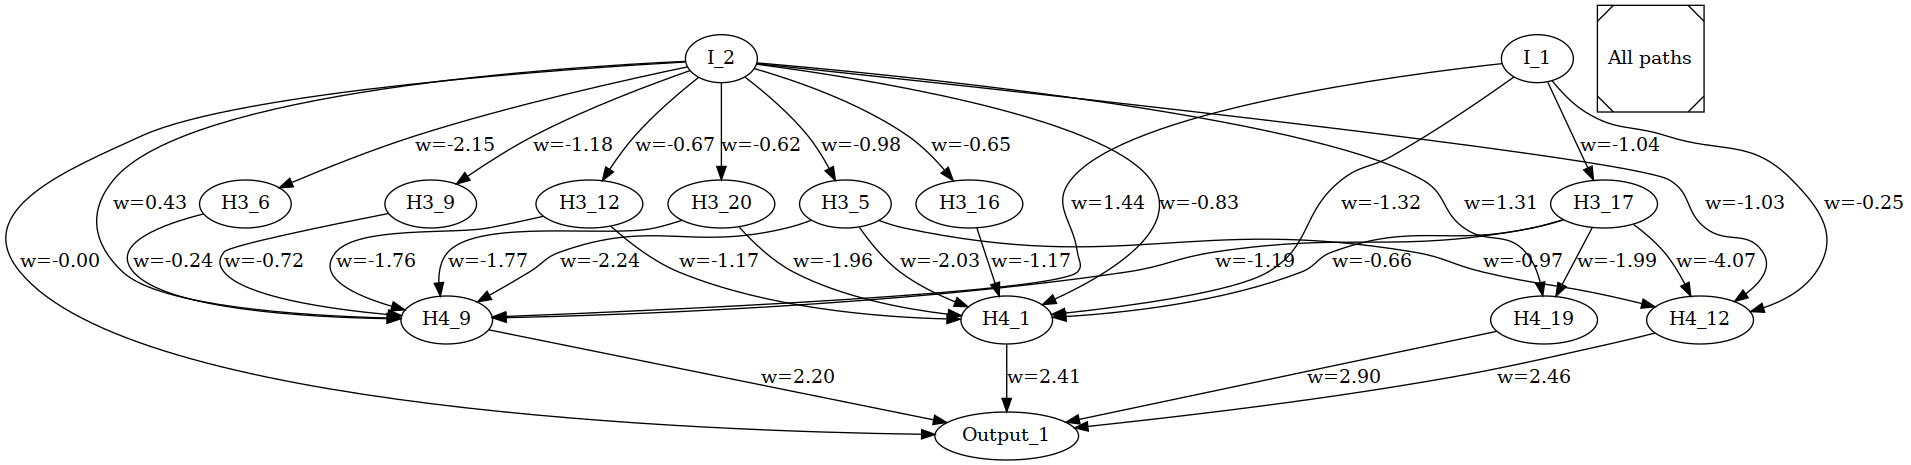 I_2
I_1
All paths
w=-2.15
w=-1.18
w=-0.67
w=-0.62
w=-0.98
w=-0.65
w=-1.04
w=0.43
H3_6
H3_9
H3_12
H3_20
H3_5
H3_16
w=1.44
w=-0.83
w=-1.32
w=1.31
H3_17
w=-1.03
w=-0.25
w=-0.00
w=-0.24
w=-0.72
w=-1.76
w=-1.77
w=-2.24
w=-1.17
w=-1.96
w=-2.03
w=-1.17
w=-1.19
w=-0.66
w=-0.97
w=-1.99
w=-4.07
H4_9
H4_1
H4_19
H4_12
w=2.20
w=2.41
w=2.90
w=2.46
Output_1